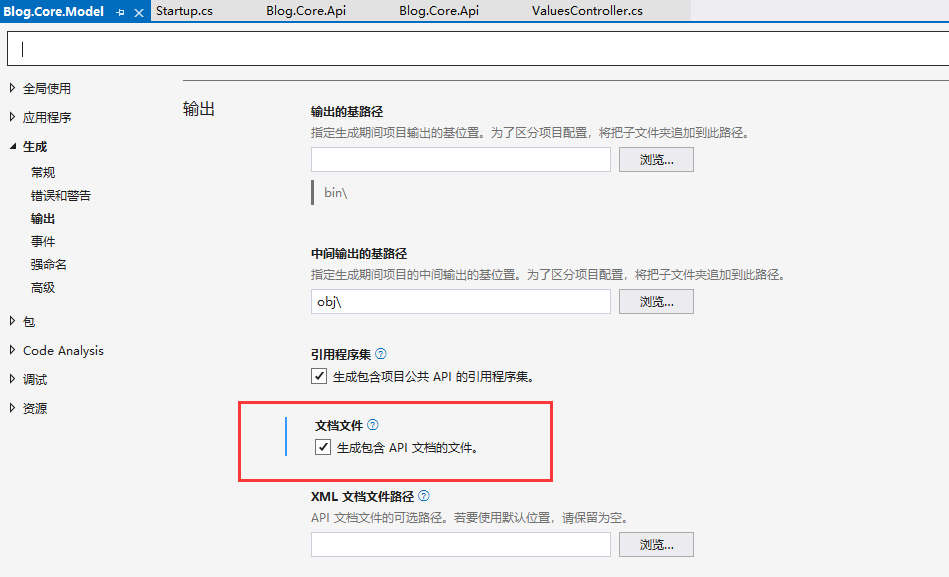 Blog.Core.Model
Startup.cs
Blog.Core.Api
Blog.Core.Api
ValuesController.cs
全局使用
应用程序
生成
常规
错误和警告
输出
事件
强命名
高级
包
Code Analysis
调试
资源
输出
输出的基路径
指定生成期间项目输出的基位置。为了区分项目配置，将把子文件夹追加到此路径。
浏览...
bin\
中间输出的基路径
指定生成期间项目的中间输出的基位置。为了区分项目配置，将把子文件夹追加到此路径。
obj\
浏览...
引用程序集
生成包含项目公共 API 的引用程序集。
文档文件
生成包含 API 文档的文件。
XML 文档文件路径
API 文档文件的可选路径。若要使用默认位置，请保留为空。
浏览...